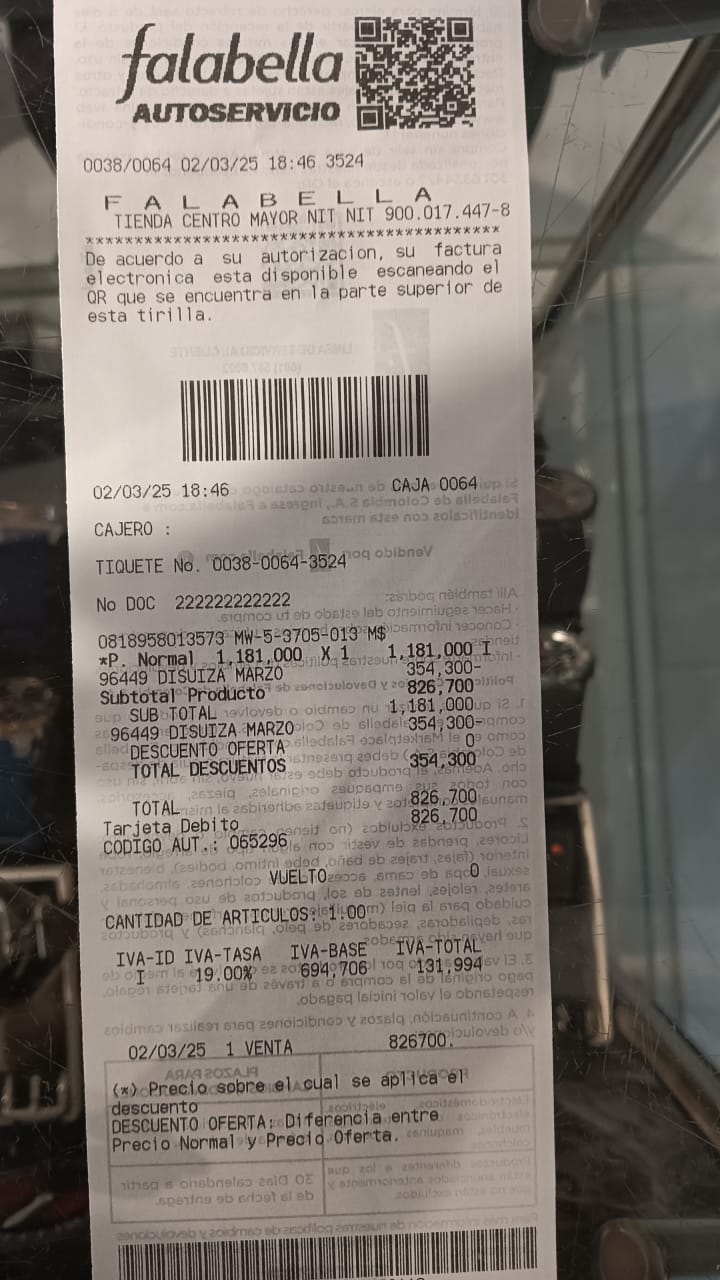 falabella
AUTOSERVICIO
0038/0064 02/03/25 18:46 3524
F A L A B E L L A
TIENDA CENTRO MAYOR NIT NIT 900.017.447-8
******************************************
De acuerdo a su autorizacion, su factura
electronica esta disponible escaneando el
QR que se encuentra en la parte superior de
esta tirilla.
02/03/25 18:46 CAJA 0064
CAJERO :
TIQUETE No. 0038-0064-3524
No DOC 222222222222
0818958013573 MW-5-3705-013 M$
*P. Normal 1,181,000 X 1 1,181,000 I
96449 DISUIZA MARZO 354,300-
Subtotal Producto 826,700
SUB TOTAL 1,181,000
96449 DISUIZA MARZO 354,300-
DESCUENTO OFERTA 0
TOTAL DESCUENTOS 354,300
TOTAL 826,700
Tarjeta Debito 826,700
CODIGO AUT.: 065296
VUELTO 0
CANTIDAD DE ARTICULOS: 1.00
IVA-ID IVA-TASA IVA-BASE IVA-TOTAL
I 19.00% 694,706 131,994
02/03/25 1 VENTA 826700.
(*) Precio sobre el cual se aplica el
descuento
DESCUENTO OFERTA: Diferencia entre
Precio Normal y Precio Oferta.